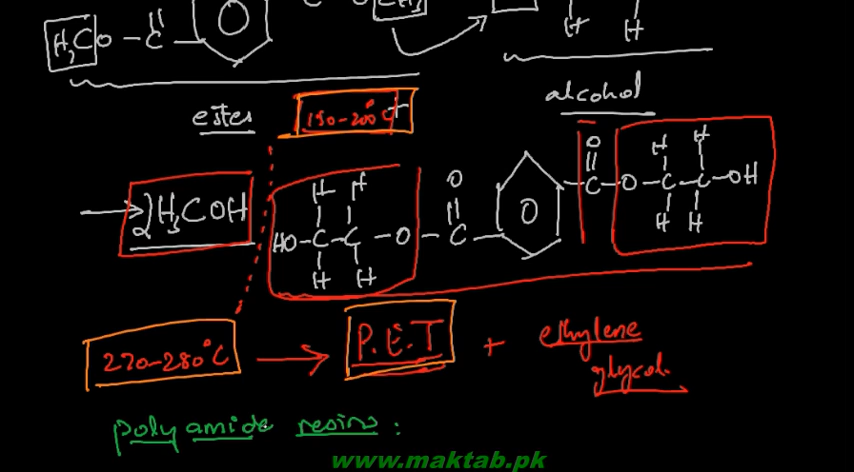 H₃CO – C –
ester 150-200°C alcohol
2H₃COH
HO – C – C – O – C – C – O – C – C – OH
270-280°C → P.E.T + ethylene
glycol.
polyamide resins :
www.maktab.pk